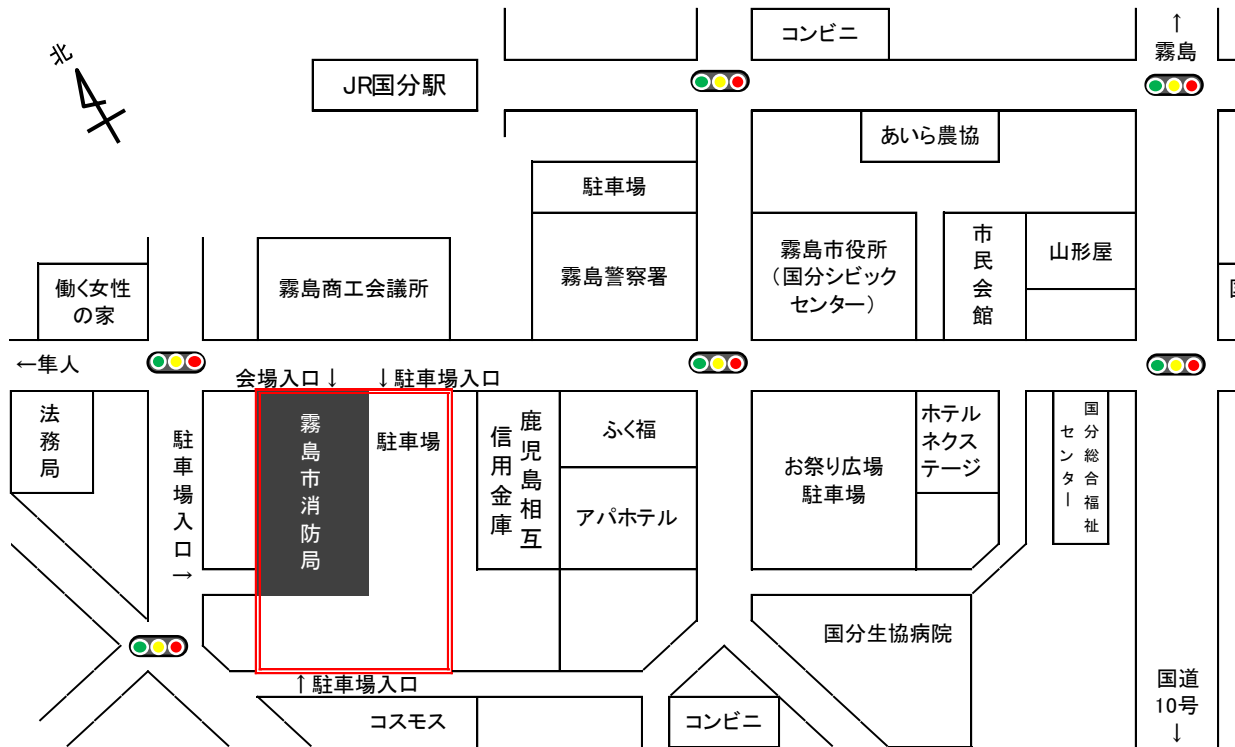 コンビニ
↑
霧島
北
JR国分駅
あいら農協
駐車場
働く女性
の家
霧島商工会議所
霧島警察署
霧島市役所
（国分シビック
センター）
市民会館
山形屋
国
←隼人
会場入口↓
↓駐車場入口
法務局
駐車場入口→
霧島市消防局
駐車場
鹿児島相互
信用金庫
ふく福
アパホテル
お祭り広場
駐車場
ホテル
ネクス
テージ
国分総合福祉
センター
国分生協病院
↑駐車場入口
コスモス
コンビニ
国道
10号
↓